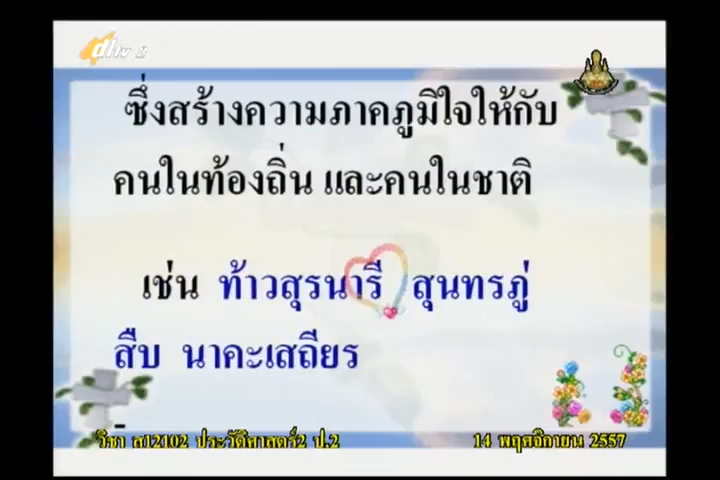 dltv 2
ซึ่งสร้างความภาคภูมิใจให้กับ
คนในท้องถิ่น และคนในชาติ
เช่น ท้าวสุรนารี สุนทรภู่
สืบ นาคะเสถียร
-
วิชา ส12102 ประวัติศาสตร์2 ป.2
14 พฤศจิกายน 2557